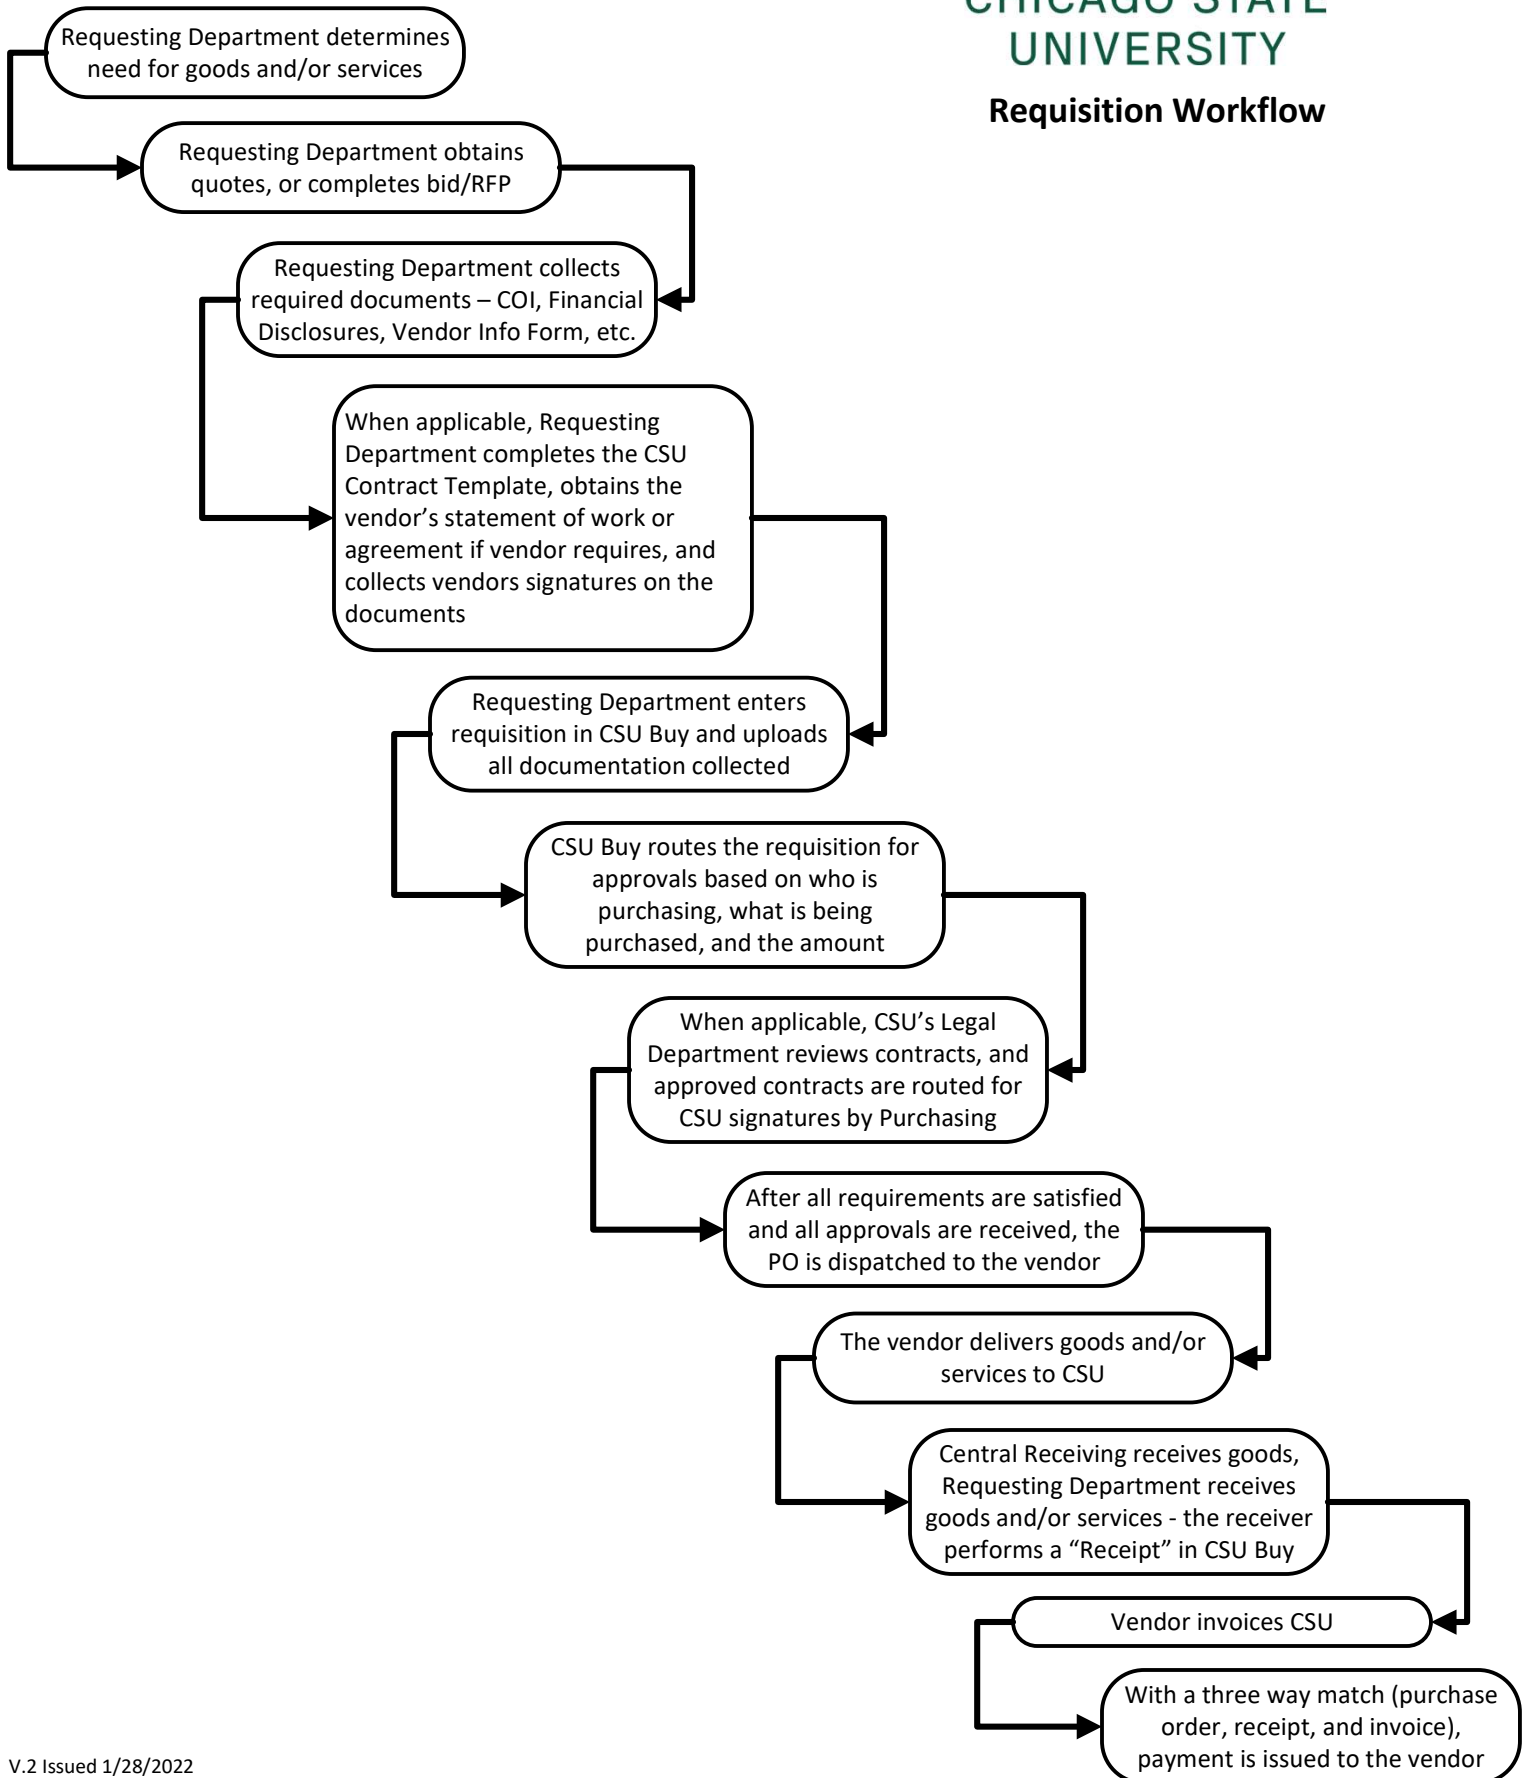 CHICAGO STATE
UNIVERSITY
Requisition Workflow
Requesting Department determines
need for goods and/or services
Requesting Department obtains
quotes, or completes bid/RFP
Requesting Department collects
required documents – COI, Financial
Disclosures, Vendor Info Form, etc.
When applicable, Requesting
Department completes the CSU
Contract Template, obtains the
vendor’s statement of work or
agreement if vendor requires, and
collects vendors signatures on the
documents
Requesting Department enters
requisition in CSU Buy and uploads
all documentation collected
CSU Buy routes the requisition for
approvals based on who is
purchasing, what is being
purchased, and the amount
When applicable, CSU’s Legal
Department reviews contracts, and
approved contracts are routed for
CSU signatures by Purchasing
After all requirements are satisfied
and all approvals are received, the
PO is dispatched to the vendor
The vendor delivers goods and/or
services to CSU
Central Receiving receives goods,
Requesting Department receives
goods and/or services - the receiver
performs a “Receipt” in CSU Buy
Vendor invoices CSU
With a three way match (purchase
order, receipt, and invoice),
payment is issued to the vendor
V.2 Issued 1/28/2022